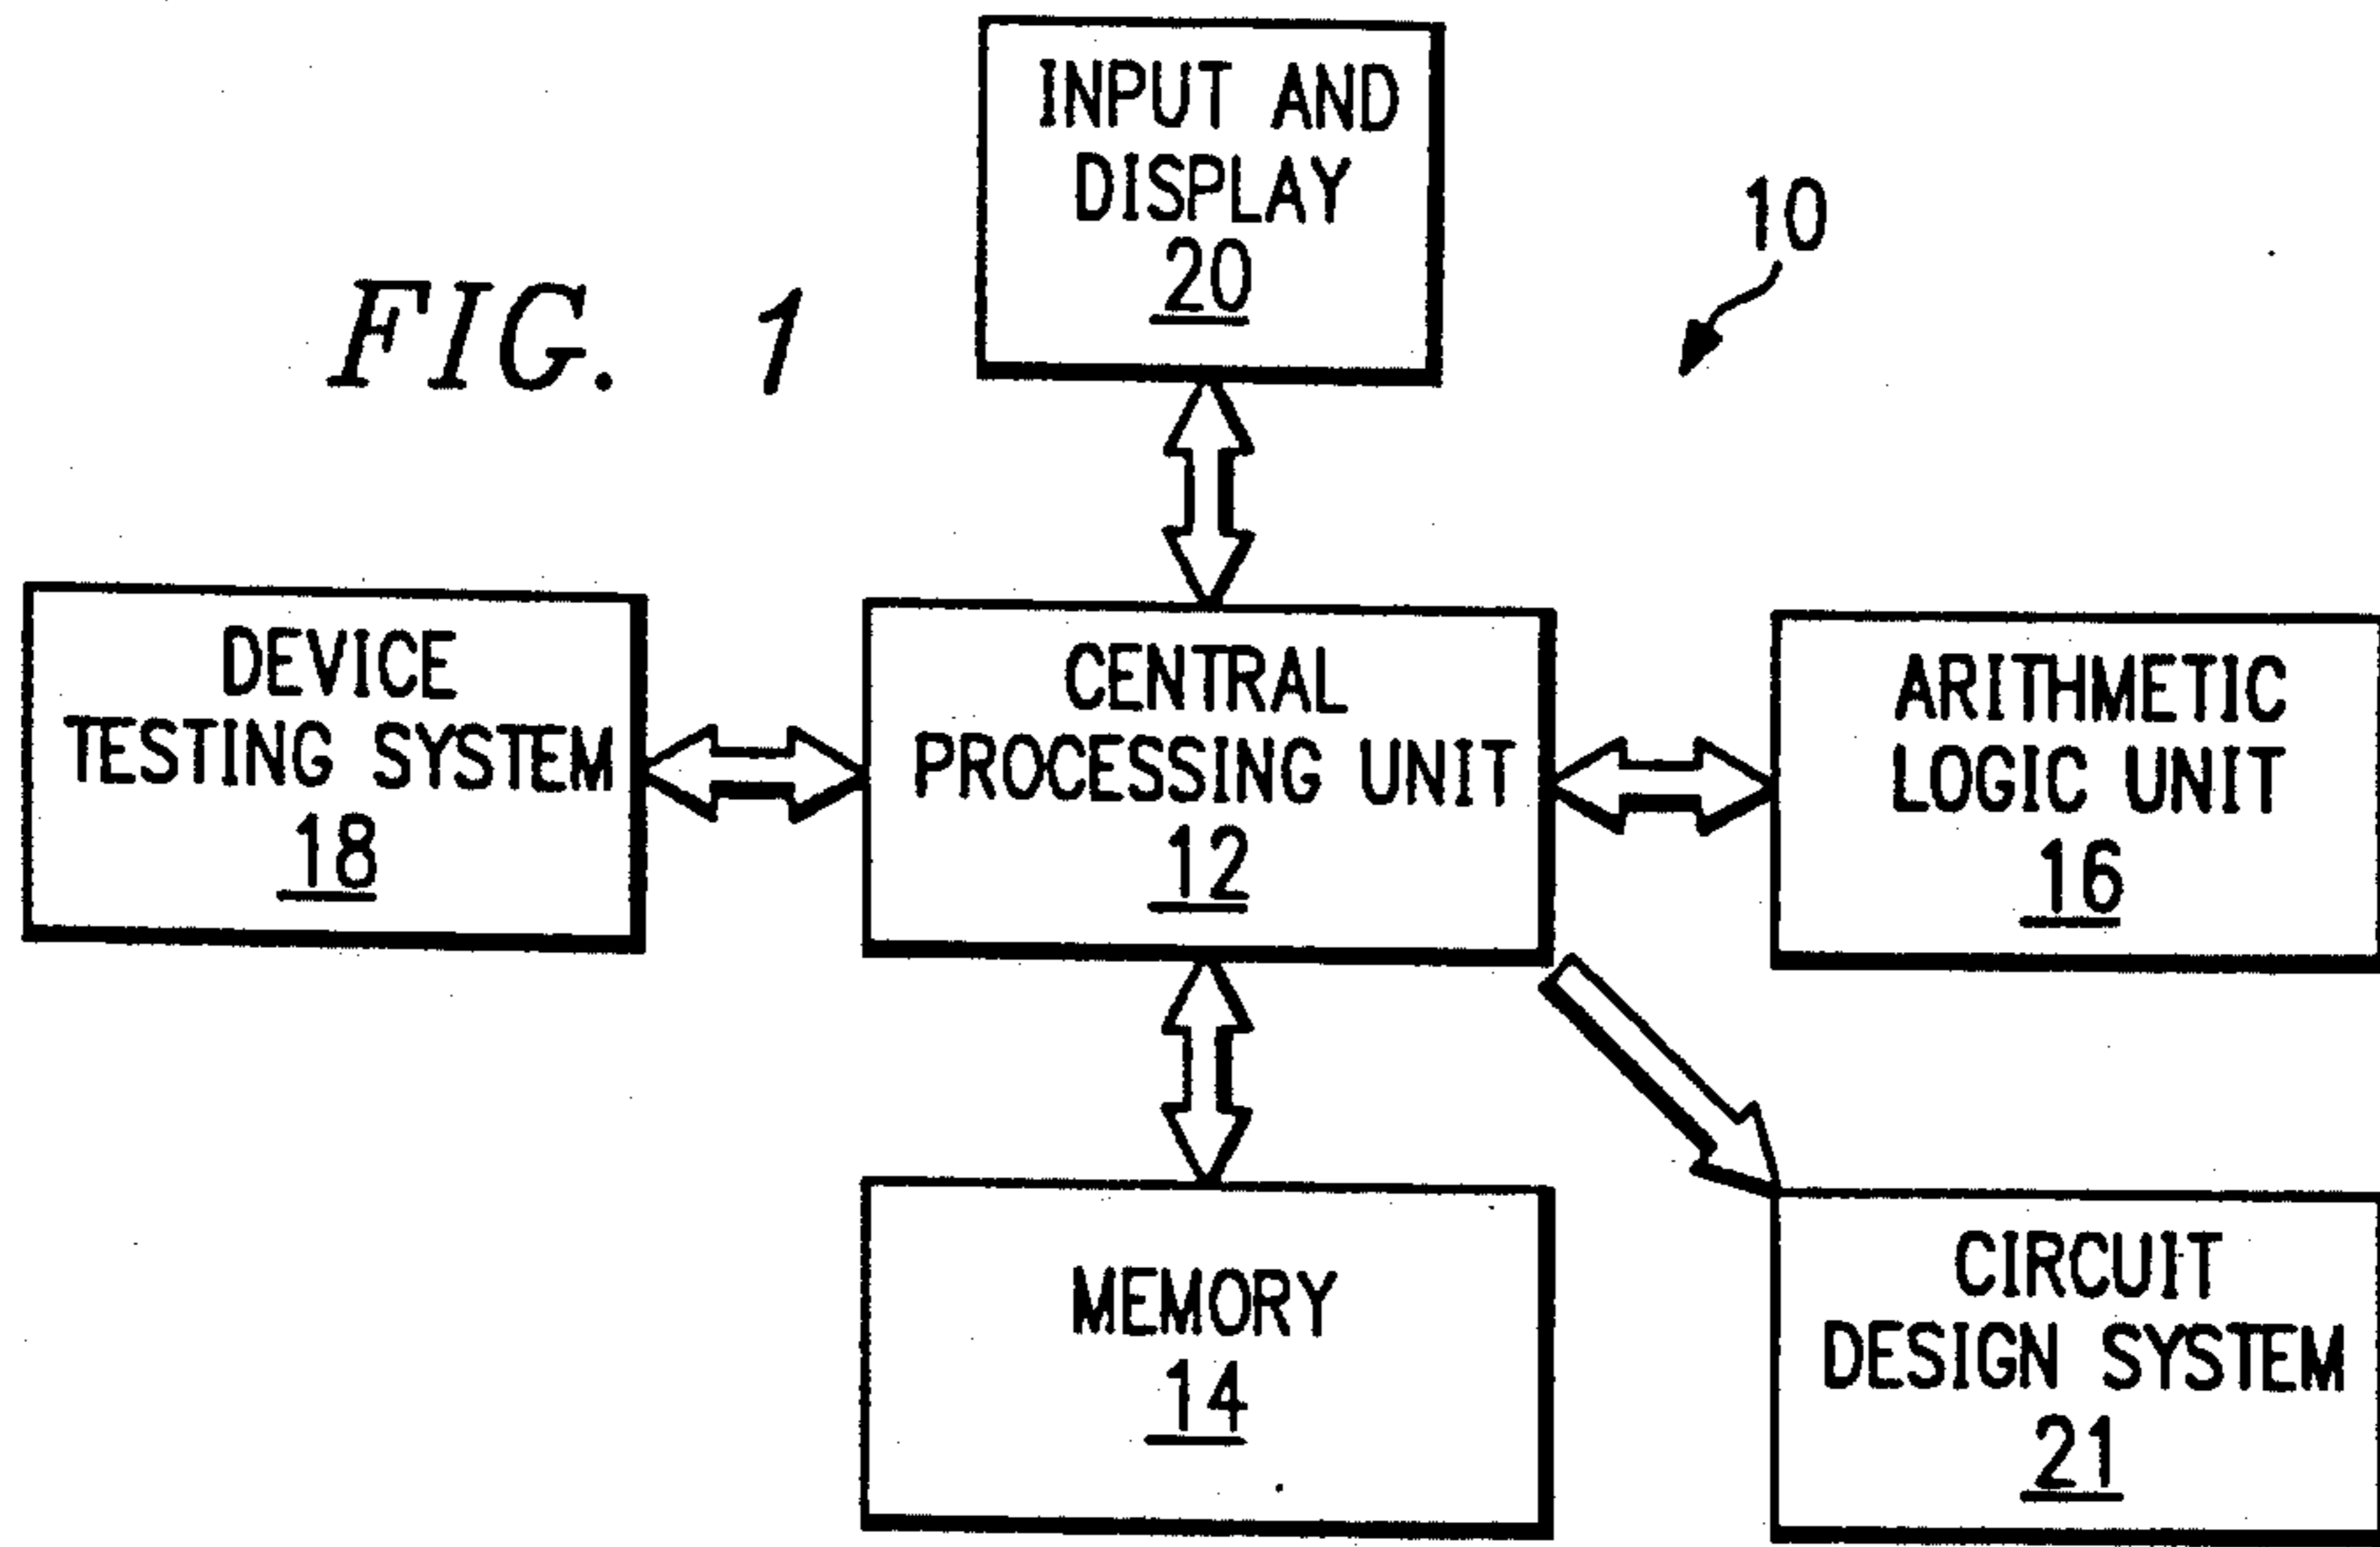 INPUT AND
DISPLAY
20
10
FIG. 1
DEVICE
TESTING SYSTEM
18
CENTRAL
PROCESSING UNIT
12
ARITHMETIC
LOGIC UNIT
16
MEMORY
14
CIRCUIT
DESIGN SYSTEM
21